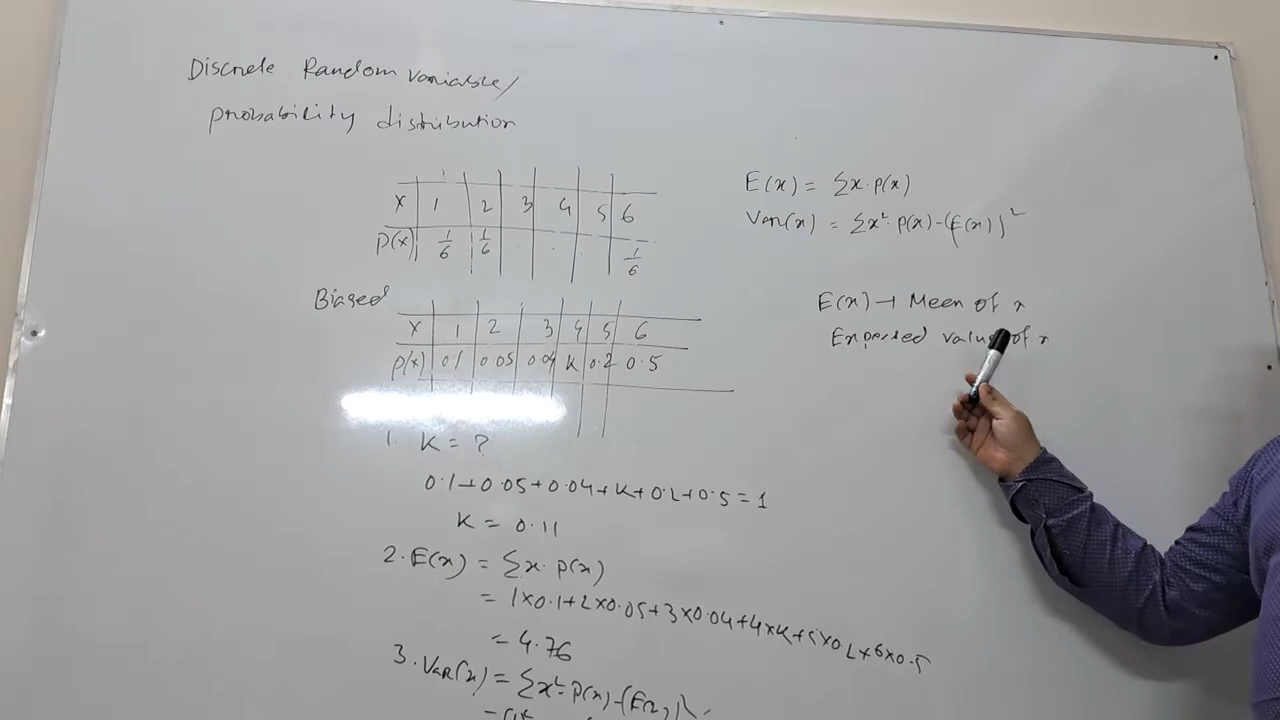 Discrete Random variable/
probability distribution
x 1 2 3 4 5 6
P(x) 1/6 1/6 . . 1/6
E(x) = Σx. p(x)
Var(x) = Σx². p(x) - (E(x))²
Biased
x 1 2 3 4 5 6
p(x) 0.1 0.05 0.04 K 0.2 0.5
E(x) → Meen of x
Expected value of x
1. K = ?
0.1+0.05+0.04+K+0.2+0.5=1
K = 0.11
2. E(x) = Σx. p(x)
= 1×0.1+2×0.05+3×0.04+4×K+5×0.2+6×0.5
= 4.76
3. Var(x) = Σx². p(x) - (E(x))²